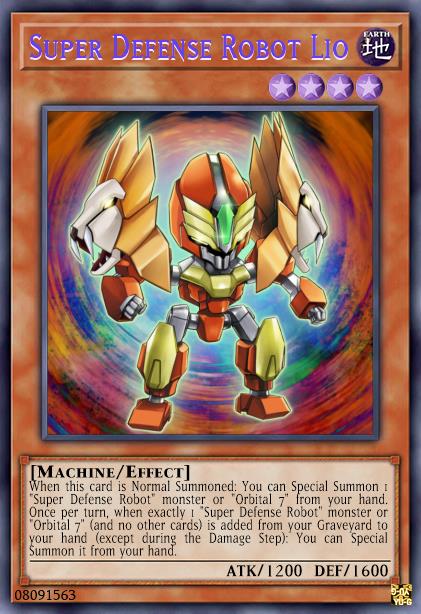 Super Defense Robot Lio
EARTH
地
[Machine/Effect]
When this card is Normal Summoned: You can Special Summon 1
"Super Defense Robot" monster or "Orbital 7" from your hand.
Once per turn, when exactly 1 "Super Defense Robot" monster or
"Orbital 7" (and no other cards) is added from your Graveyard to
your hand (except during the Damage Step): You can Special
Summon it from your hand.
ATK/1200 DEF/1600
08091563